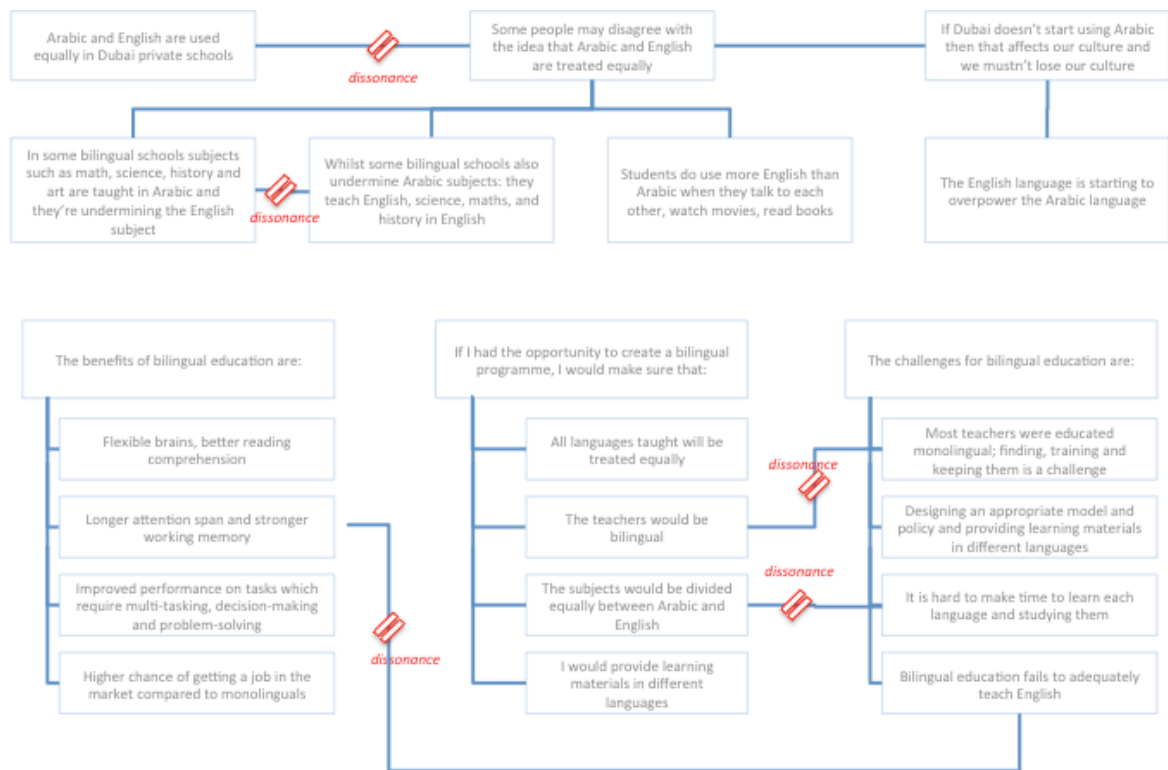 Arabic and English are used
equally in Dubai private schools
dissonance
Some people may disagree with
the idea that Arabic and English
are treated equally
If Dubai doesn't start using Arabic
then that affects our culture and
we mustn't lose our culture
In some bilingual schools subjects
such as math, science, history and
art are taught in Arabic and
they're undermining the English
subject
dissonance
Whilst some bilingual schools also
undermine Arabic subjects: they
teach English, science, maths, and
history in English
Students do use more English than
Arabic when they talk to each
other, watch movies, read books
The English language is starting to
overpower the Arabic language
The benefits of bilingual education are:
Flexible brains, better reading
comprehension
Longer attention span and stronger
working memory
Improved performance on tasks which
require multi-tasking, decision-making
and problem-solving
Higher chance of getting a job in the
market compared to monolinguals
dissonance
If I had the opportunity to create a bilingual
programme, I would make sure that:
All languages taught will be
treated equally
The teachers would be
bilingual
The subjects would be divided
equally between Arabic and
English
I would provide learning
materials in different
languages
dissonance
dissonance
The challenges for bilingual education are:
Most teachers were educated
monolingual; finding, training and
keeping them is a challenge
Designing an appropriate model and
policy and providing learning materials
in different languages
It is hard to make time to learn each
language and studying them
Bilingual education fails to adequately
teach English